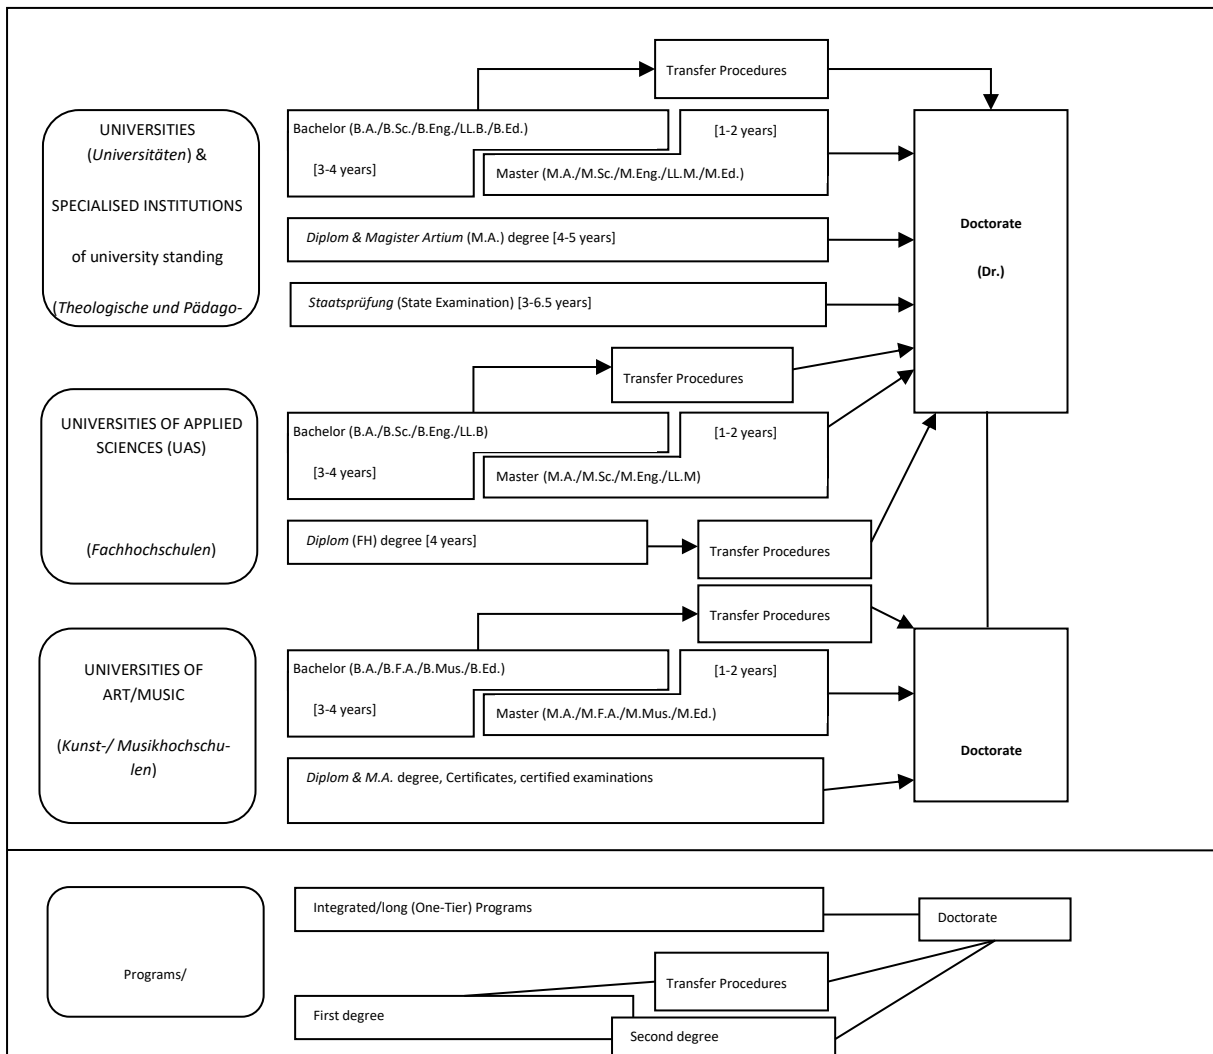 Transfer Procedures
UNIVERSITIES
(Universitäten) &
SPECIALISED INSTITUTIONS
of university standing
(Theologische und Pädago-
Bachelor (B.A./B.Sc./B.Eng./LL.B./B.Ed.)
[3-4 years]
[1-2 years]
Master (M.A./M.Sc./M.Eng./LL.M./M.Ed.)
Diplom & Magister Artium (M.A.) degree [4-5 years]
Staatsprüfung (State Examination) [3-6.5 years]
Doctorate
(Dr.)
Transfer Procedures
UNIVERSITIES OF APPLIED
SCIENCES (UAS)
(Fachhochschulen)
Bachelor (B.A./B.Sc./B.Eng./LL.B)
[3-4 years]
[1-2 years]
Master (M.A./M.Sc./M.Eng./LL.M)
Diplom (FH) degree [4 years]
Transfer Procedures
Transfer Procedures
UNIVERSITIES OF
ART/MUSIC
(Kunst-/ Musikhochschu-
len)
Bachelor (B.A./B.F.A./B.Mus./B.Ed.)
[3-4 years]
[1-2 years]
Master (M.A./M.F.A./M.Mus./M.Ed.)
Diplom & M.A. degree, Certificates, certified examinations
Doctorate
Programs/
Integrated/long (One-Tier) Programs
Doctorate
Transfer Procedures
First degree
Second degree